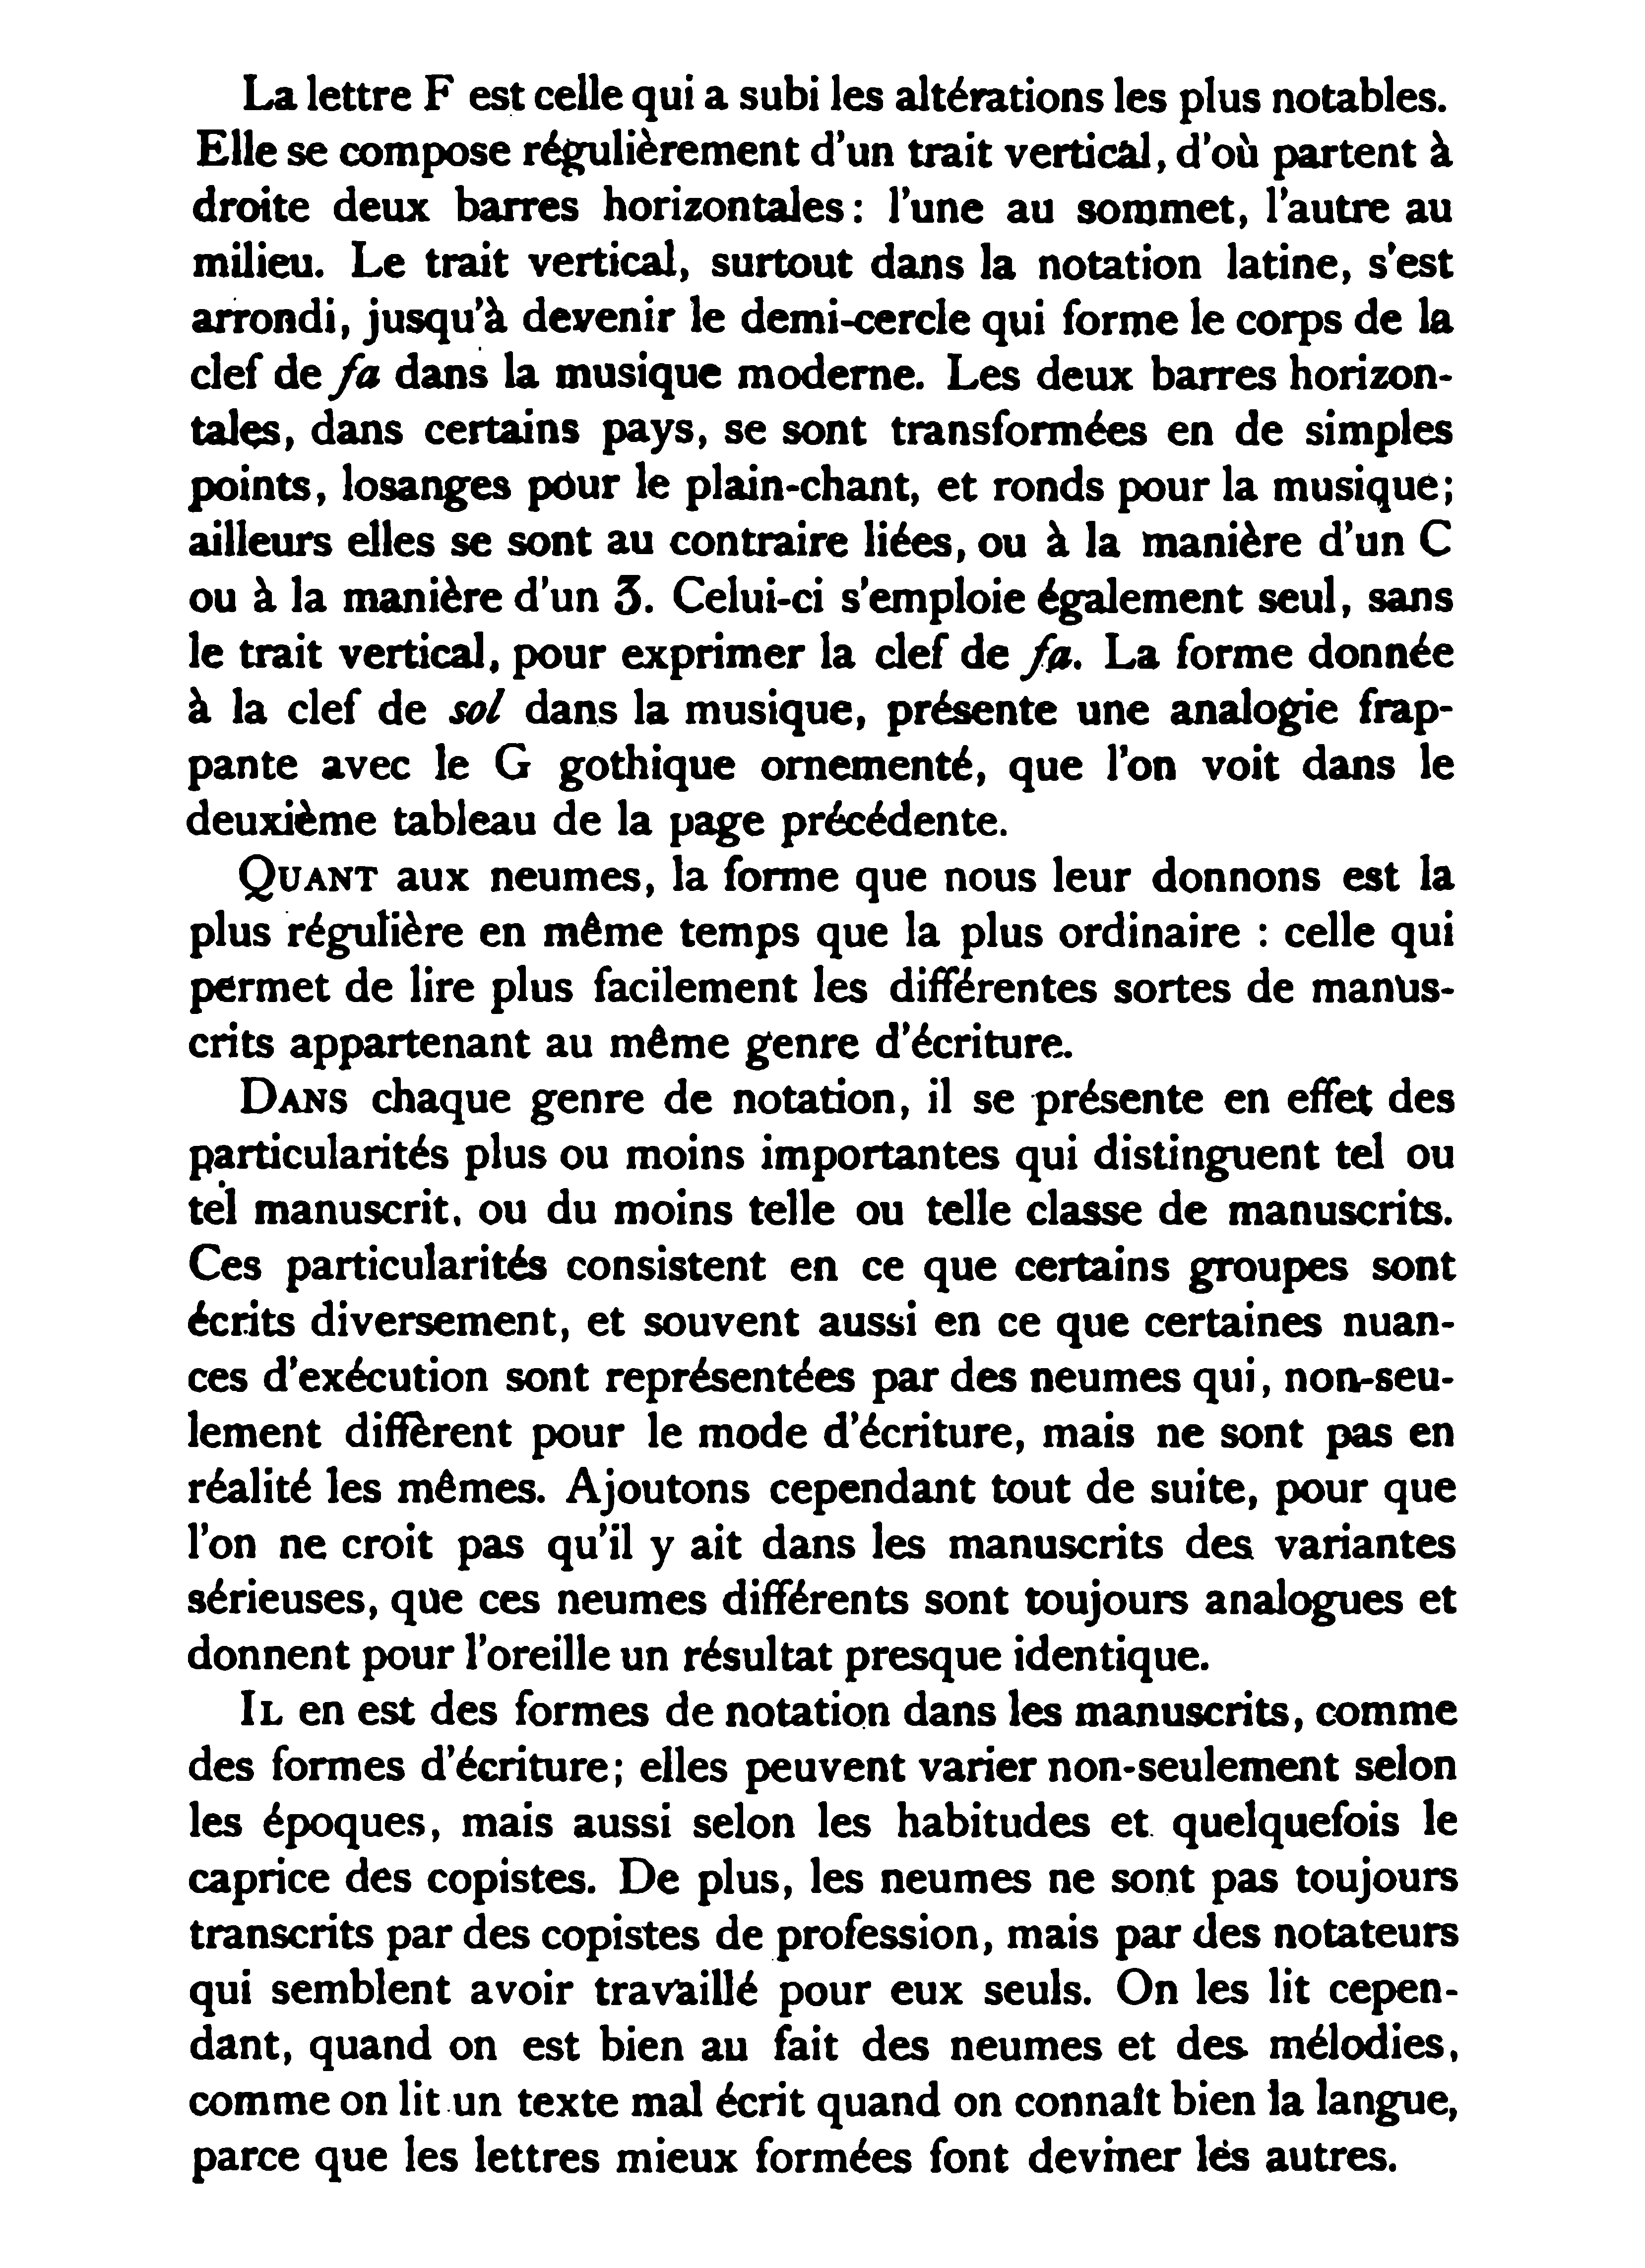 La lettre F est celle qui a subi les altérations les plus notables.
Elle se compose régulièrement d'un trait vertical, d'où partent à
droite deux barres horizontales : l'une au sommet, l'autre au
milieu. Le trait vertical, surtout dans la notation latine, s'est
arrondi, jusqu'à devenir le demi-cercle qui forme le corps de la
clef de fa dans la musique moderne. Les deux barres horizon-
tales, dans certains pays, se sont transformées en de simples
points, losanges pour le plain-chant, et ronds pour la musique;
ailleurs elles se sont au contraire liées, ou à la manière d'un C
ou à la manière d'un 3. Celui-ci s'emploie également seul, sans
le trait vertical, pour exprimer la clef de fa. La forme donnée
à la clef de sol dans la musique, présente une analogie frap-
pante avec le G gothique ornementé, que l'on voit dans le
deuxième tableau de la page précédente.
QUANT aux neumes, la forme que nous leur donnons est la
plus régulière en même temps que la plus ordinaire : celle qui
permet de lire plus facilement les différentes sortes de manus-
crits appartenant au même genre d'écriture.
DANS chaque genre de notation, il se présente en effet des
particularités plus ou moins importantes qui distinguent tel ou
tel manuscrit, ou du moins telle ou telle classe de manuscrits.
Ces particularités consistent en ce que certains groupes sont
écrits diversement, et souvent aussi en ce que certaines nuan-
ces d'exécution sont représentées par des neumes qui, non-seu-
lement diffèrent pour le mode d'écriture, mais ne sont pas en
réalité les mêmes. Ajoutons cependant tout de suite, pour que
l'on ne croit pas qu'il y ait dans les manuscrits des variantes
sérieuses, que ces neumes différents sont toujours analogues et
donnent pour l'oreille un résultat presque identique.
IL en est des formes de notation dans les manuscrits, comme
des formes d'écriture; elles peuvent varier non-seulement selon
les époques, mais aussi selon les habitudes et quelquefois le
caprice des copistes. De plus, les neumes ne sont pas toujours
transcrits par des copistes de profession, mais par des notateurs
qui semblent avoir travaillé pour eux seuls. On les lit cepen-
dant, quand on est bien au fait des neumes et des mélodies,
comme on lit un texte mal écrit quand on connaît bien la langue,
parce que les lettres mieux formées font deviner les autres.